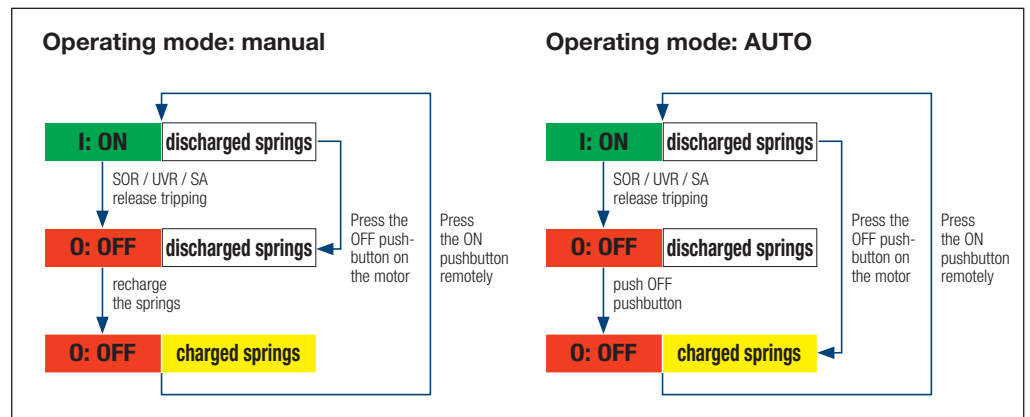 Operating mode: manual
I: ON
discharged springs
SOR / UVR / SA
release tripping
O: OFF
discharged springs
Press the
OFF push-
button on
the motor
Press
the ON
pushbutton
remotely
recharge
the springs
O: OFF
charged springs
Operating mode: AUTO
I: ON
discharged springs
SOR / UVR / SA
release tripping
O: OFF
discharged springs
Press the
OFF push-
button on
the motor
Press
the ON
pushbutton
remotely
push OFF
pushbutton
O: OFF
charged springs